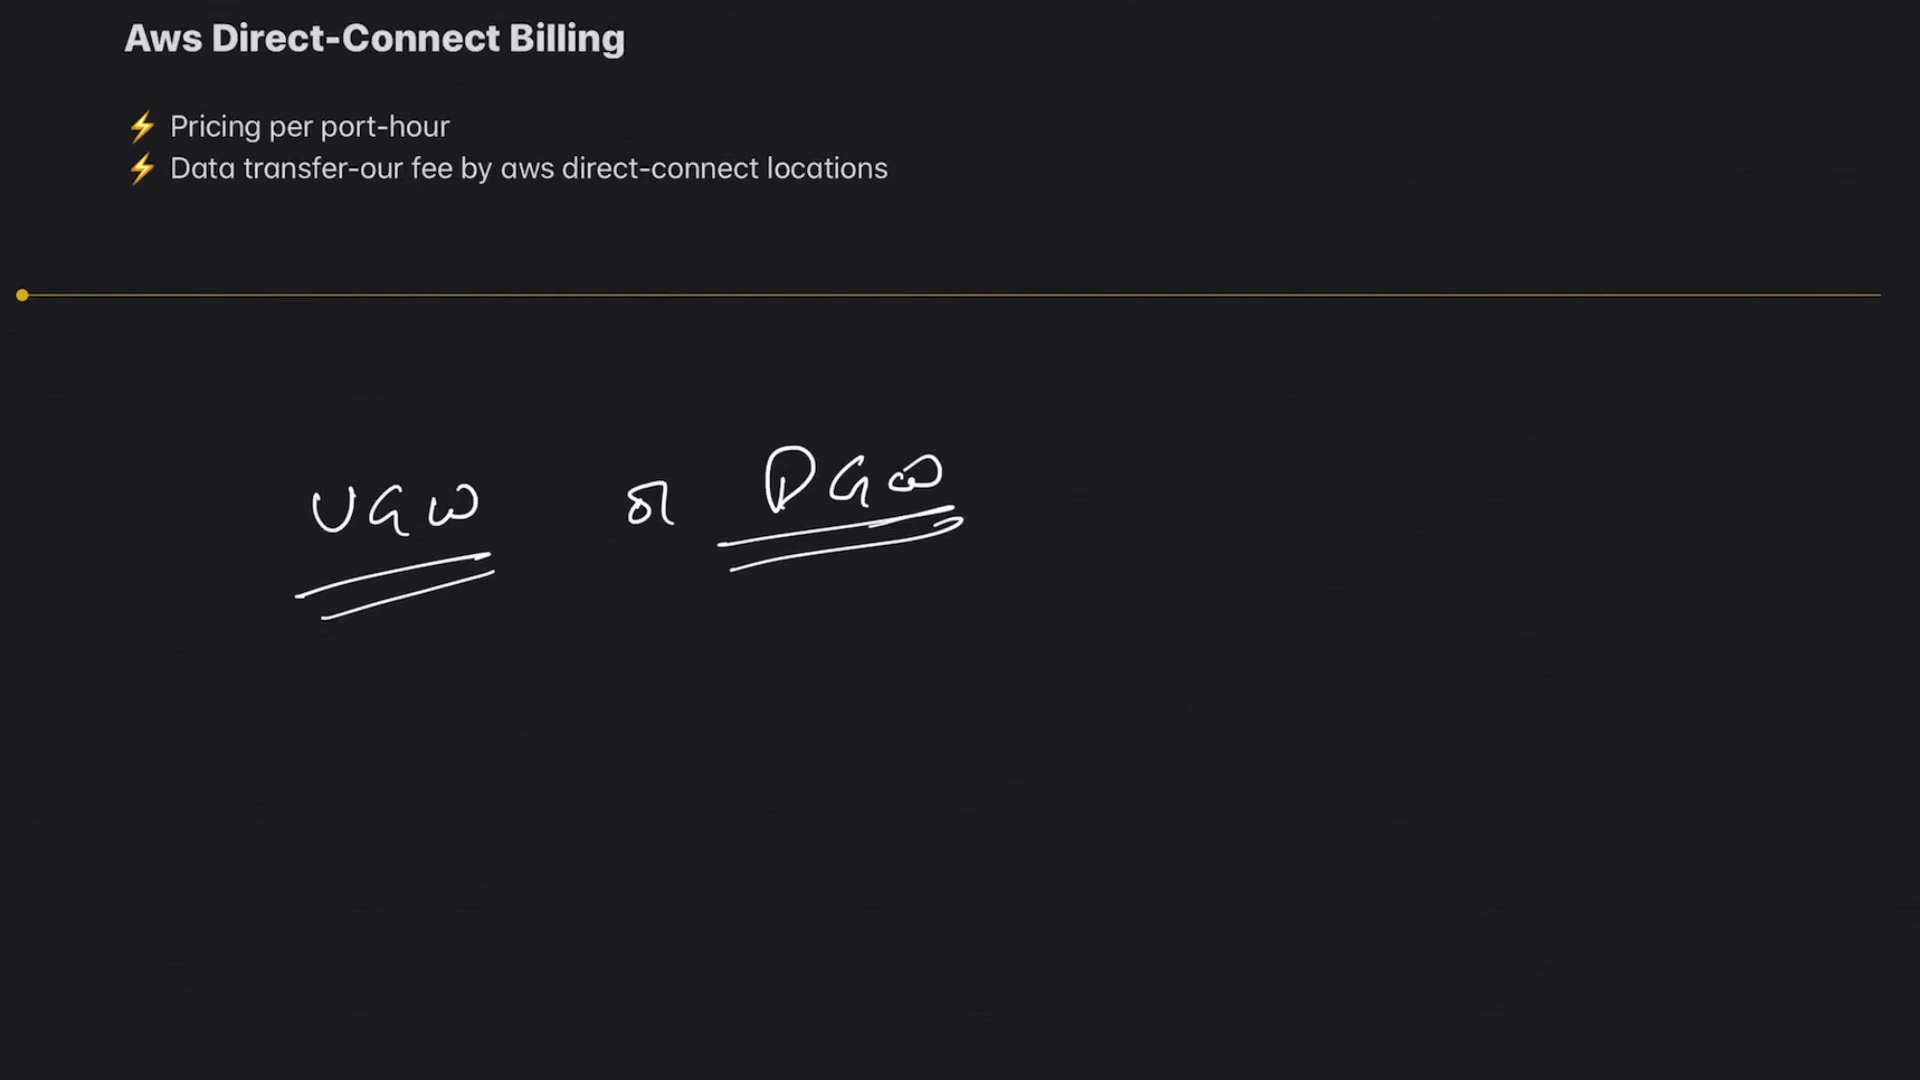 Aws Direct-Connect Billing
⚡ Pricing per port-hour
⚡ Data transfer-our fee by aws direct-connect locations
VGW or DGW